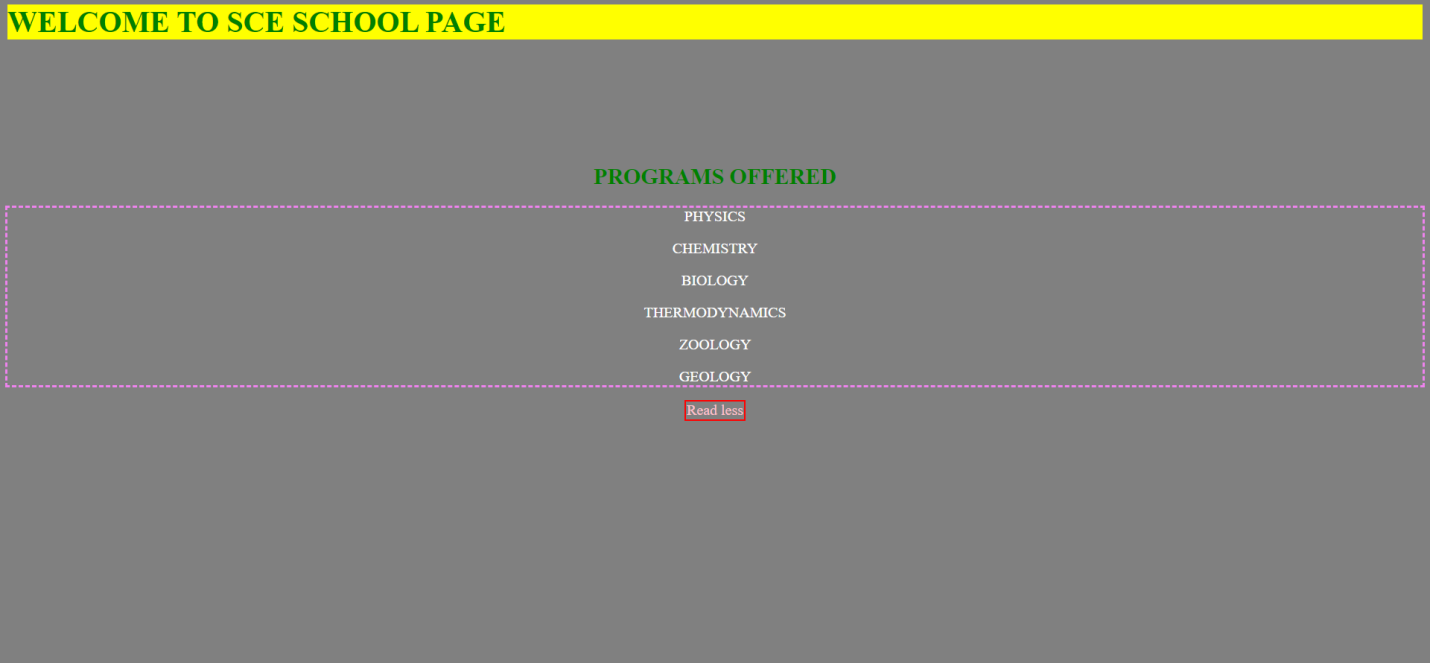 WELCOME TO SCE SCHOOL PAGE
PROGRAMS OFFERED
PHYSICS
CHEMISTRY
BIOLOGY
THERMODYNAMICS
ZOOLOGY
GEOLOGY
Read less